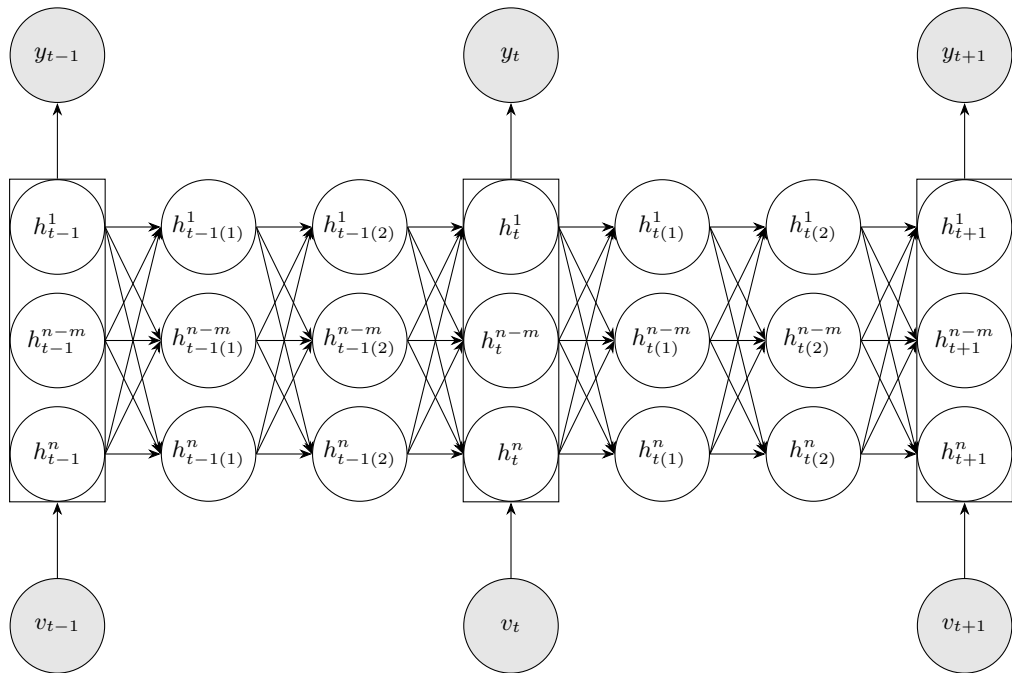 y_{t−1} y_t y_{t+1}
h^1_{t−1} h^1_{t−1(1)} h^1_{t−1(2)} h^1_t h^1_{t(1)} h^1_{t(2)} h^1_{t+1}
h^{n−m}_{t−1} h^{n−m}_{t−1(1)} h^{n−m}_{t−1(2)} h^{n−m}_t h^{n−m}_{t(1)} h^{n−m}_{t(2)} h^{n−m}_{t+1}
h^n_{t−1} h^n_{t−1(1)} h^n_{t−1(2)} h^n_t h^n_{t(1)} h^n_{t(2)} h^n_{t+1}
v_{t−1} v_t v_{t+1}